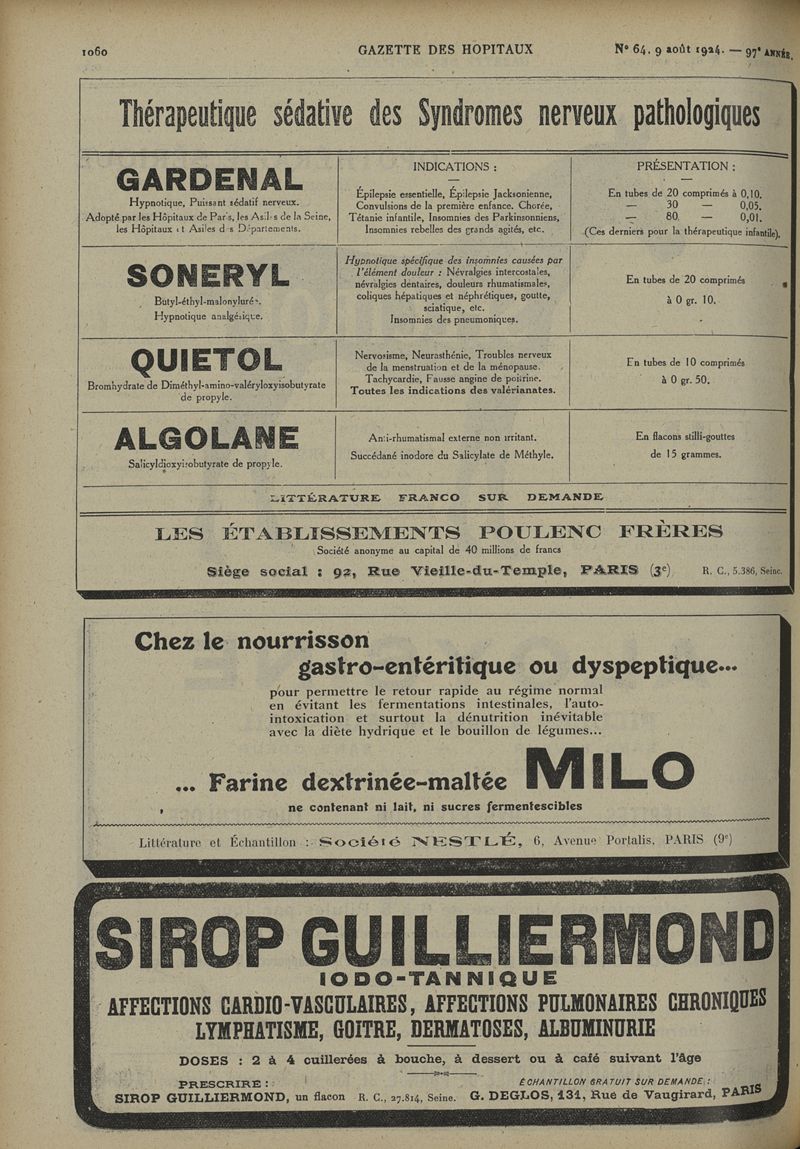 1060
GAZETTE DES HOPITAUX
N° 64. 9 août 1924. — 97e ANNÉE.
Thérapeutique sédative des Syndromes nerveux pathologiques
GARDENAL
Hypnotique, Puissant sédatif nerveux.
Adopté par les Hôpitaux de Paris, les Asiles de la Seine,
les Hôpitaux et Asiles des Départements.
INDICATIONS :
Épilepsie essentielle, Épilepsie Jacksonienne,
Convulsions de la première enfance. Chorée,
Tétanie infantile, Insomnies des Parkinsonniens,
Insomnies rebelles des grands agités, etc.
PRÉSENTATION :
En tubes de 20 comprimés à 0,10.
— 30 — 0,05.
— 80 — 0,01.
(Ces derniers pour la thérapeutique infantile).
SONERYL
Butyl-éthyl-malonylurée.
Hypnotique analgésique.
Hypnotique spécifique des insomnies causées par
l'élément douleur : Névralgies intercostales,
névralgies dentaires, douleurs rhumatismales,
coliques hépatiques et néphrétiques, goutte,
sciatique, etc.
Insomnies des pneumoniques.
En tubes de 20 comprimés
à 0 gr. 10.
QUIETOL
Bromhydrate de Diméthyl-amino-valéryloxyisobutyrate
de propyle.
Nervosisme, Neurasthénie, Troubles nerveux
de la menstruation et de la ménopause.
Tachycardie, Fausse angine de poitrine.
Toutes les indications des valérianates.
En tubes de 10 comprimés
à 0 gr. 50.
ALGOLANE
Salicyldioxyisobutyrate de propyle.
Anti-rhumatismal externe non irritant.
Succédané inodore du Salicylate de Méthyle.
En flacons stilli-gouttes
de 15 grammes.
LITTÉRATURE FRANCO SUR DEMANDE
LES ÉTABLISSEMENTS POULENC FRÈRES
Société anonyme au capital de 40 millions de francs
Siège social : 92, Rue Vieille-du-Temple, PARIS (3e) R. C., 5.386, Seine.
Chez le nourrisson
gastro-entéritique ou dyspeptique...
pour permettre le retour rapide au régime normal
en évitant les fermentations intestinales, l'auto-
intoxication et surtout la dénutrition inévitable
avec la diète hydrique et le bouillon de légumes...
... Farine dextrinée-maltée MILO
ne contenant ni lait, ni sucres fermentescibles
Littérature et Échantillon : Société NESTLÉ, 6, Avenue Portalis, PARIS (9e)
SIROP GUILLIERMOND
IODO-TANNIQUE
AFFECTIONS CARDIO-VASCULAIRES, AFFECTIONS PULMONAIRES CHRONIQUES
LYMPHATISME, GOITRE, DERMATOSES, ALBUMINURIE
DOSES : 2 à 4 cuillerées à bouche, à dessert ou à café suivant l'âge
PRESCRIRE :
SIROP GUILLIERMOND, un flacon R. C., 27.814, Seine.
ÉCHANTILLON GRATUIT SUR DEMANDE :
G. DEGLOS, 131, Rue de Vaugirard, PARIS